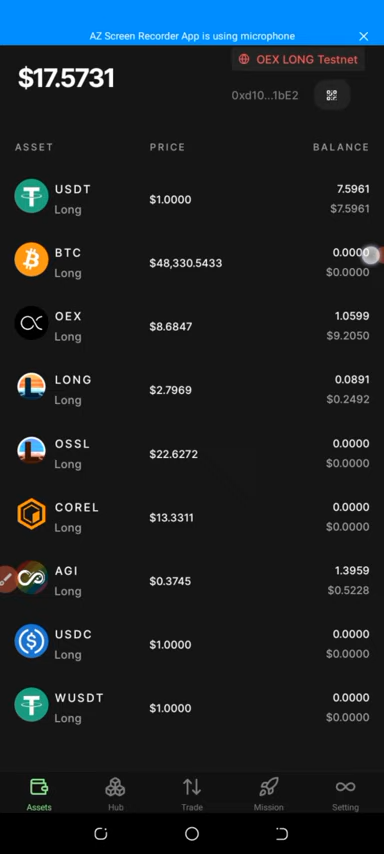 AZ Screen Recorder App is using microphone
$17.5731
OEX LONG Testnet
0xd10...1bE2
ASSET PRICE BALANCE
USDT
Long
$1.0000
7.5961
$7.5961
BTC
Long
$48,330.5433
0.0000
$0.0000
OEX
Long
$8.6847
1.0599
$9.2050
LONG
Long
$2.7969
0.0891
$0.2492
OSSL
Long
$22.6272
0.0000
$0.0000
COREL
Long
$13.3311
0.0000
$0.0000
AGI
Long
$0.3745
1.3959
$0.5228
USDC
Long
$1.0000
0.0000
$0.0000
WUSDT
Long
$1.0000
0.0000
$0.0000
Assets Hub Trade Mission Setting